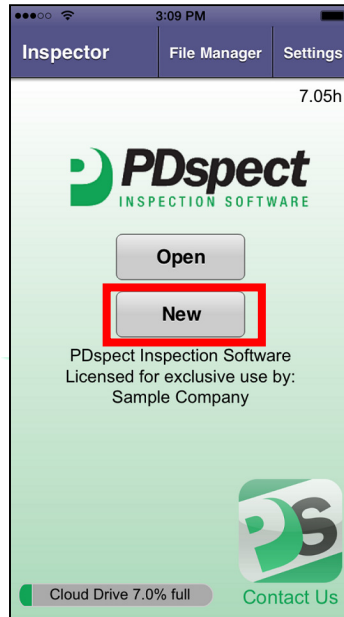 3:09 PM
Inspector File Manager Settings
7.05h
PDspect
INSPECTION SOFTWARE
Open
New
PDspect Inspection Software
Licensed for exclusive use by:
Sample Company
PS
Cloud Drive 7.0% full
Contact Us